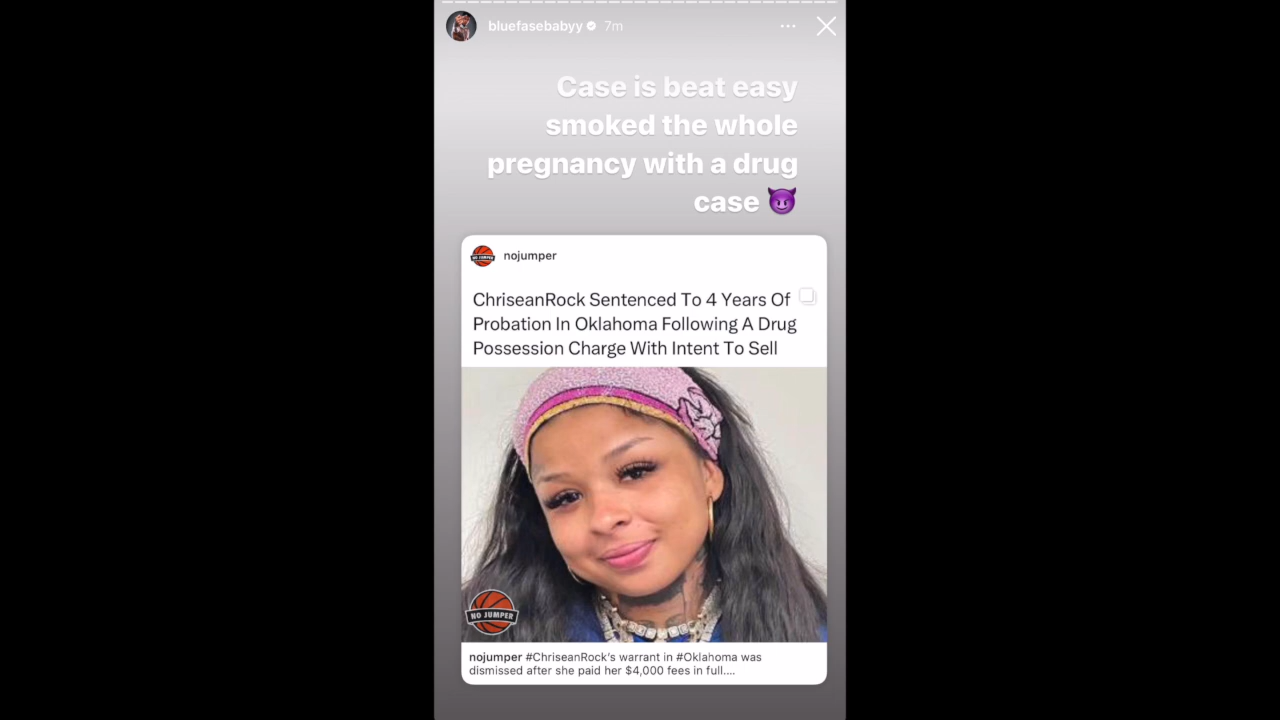 bluefasebabyy 7m
Case is beat easy
smoked the whole
pregnancy with a drug
case 😈
NO JUMPER
nojumper
ChriseanRock Sentenced To 4 Years Of
Probation In Oklahoma Following A Drug
Possession Charge With Intent To Sell
NO JUMPER
nojumper #ChriseanRock's warrant in #Oklahoma was
dismissed after she paid her $4,000 fees in full....